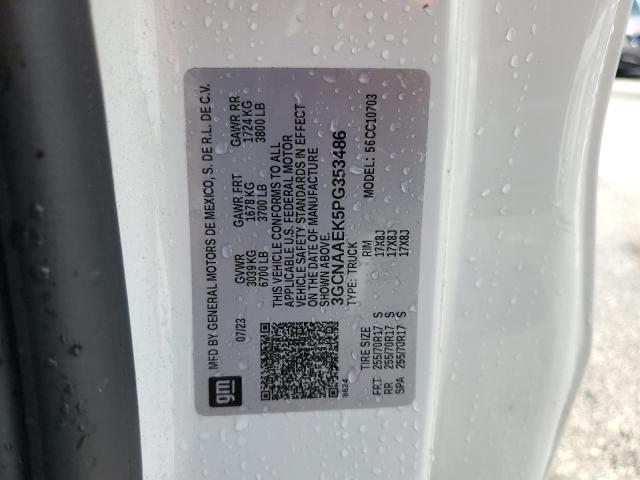 gm
MFD BY GENERAL MOTORS DE MEXICO, S. DE R.L. DE C.V.
07/23
GVWR GAWR FRT GAWR RR
3039 KG 1678 KG 1724 KG
6700 LB 3700 LB 3800 LB
THIS VEHICLE CONFORMS TO ALL
APPLICABLE U.S. FEDERAL MOTOR
VEHICLE SAFETY STANDARDS IN EFFECT
ON THE DATE OF MANUFACTURE
SHOWN ABOVE.
3GCNAAEK5PG353486
TYPE: TRUCK MODEL: 56CC10703
8624
TIRE SIZE RIM
FRT 255/70R17 S 17X8J
RR 255/70R17 S 17X8J
SPA 255/70R17 S 17X8J